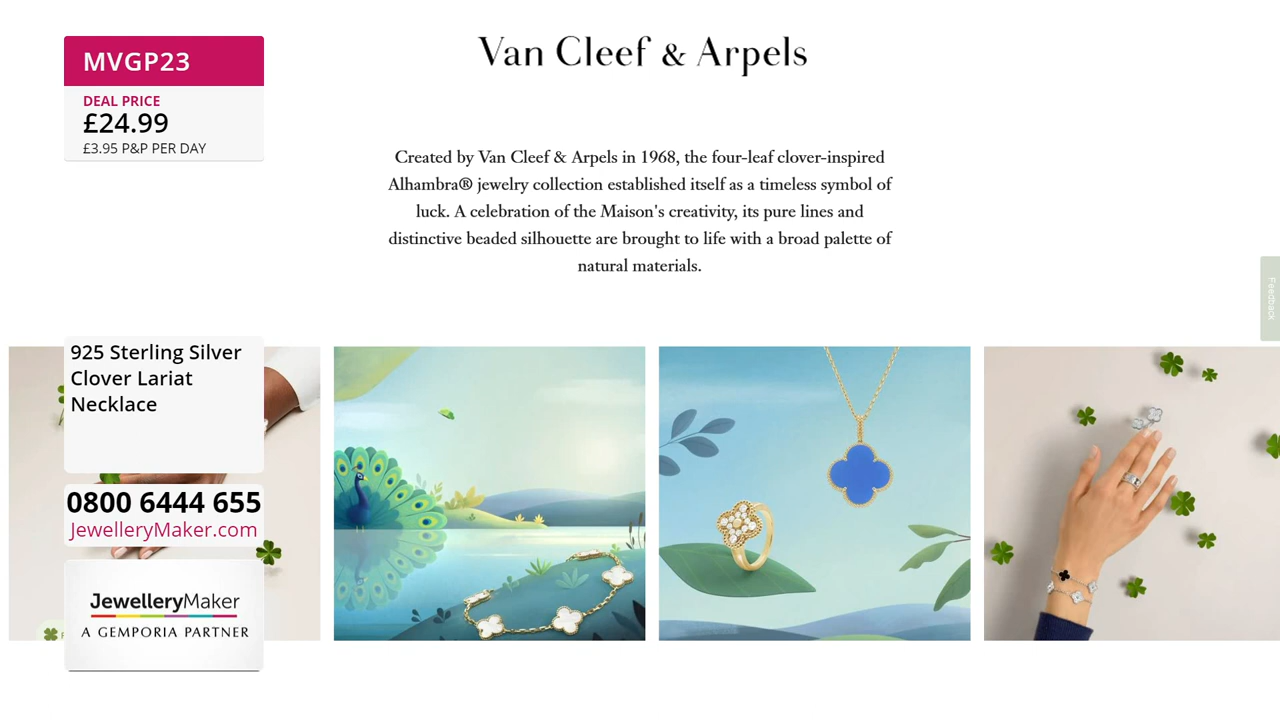 MVGP23
DEAL PRICE
£24.99
£3.95 P&P PER DAY
Van Cleef & Arpels
Created by Van Cleef & Arpels in 1968, the four-leaf clover-inspired
Alhambra® jewelry collection established itself as a timeless symbol of
luck. A celebration of the Maison's creativity, its pure lines and
distinctive beaded silhouette are brought to life with a broad palette of
natural materials.
Feedback
925 Sterling Silver
Clover Lariat
Necklace
0800 6444 655
JewelleryMaker.com
JewelleryMaker
A GEMPORIA PARTNER